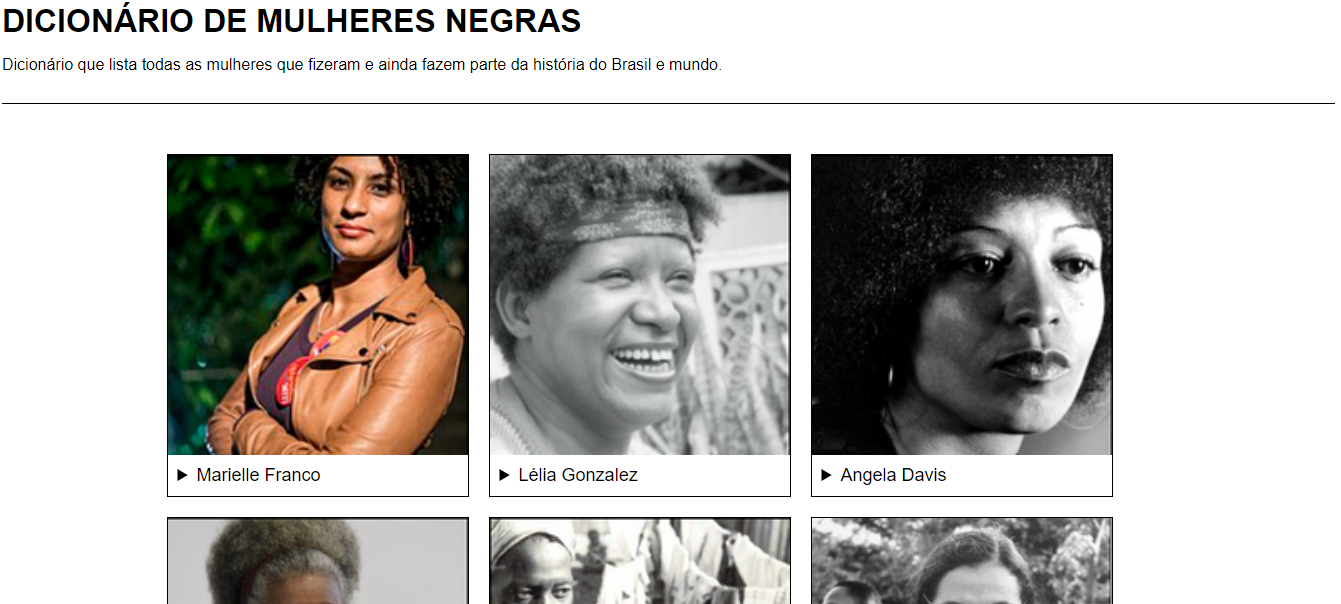 DICIONÁRIO DE MULHERES NEGRAS
Dicionário que lista todas as mulheres que fizeram e ainda fazem parte da história do Brasil e mundo.
Marielle Franco
Lélia Gonzalez
Angela Davis